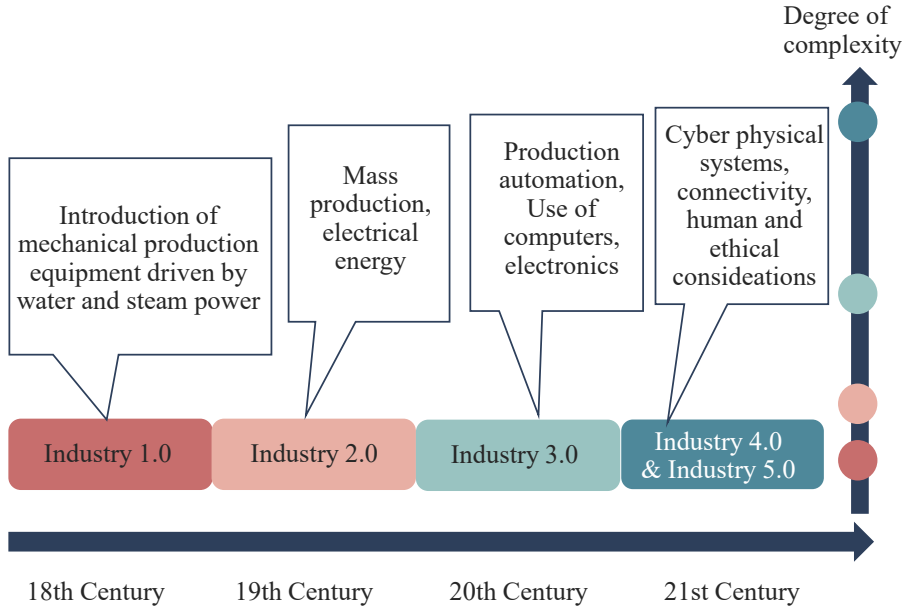 Degree of
complexity
Introduction of
mechanical production
equipment driven by
water and steam power
Mass
production,
electrical
energy
Production
automation,
Use of
computers,
electronics
Cyber physical
systems,
connectivity,
human and
ethical
consideations
Industry 1.0
Industry 2.0
Industry 3.0
Industry 4.0
& Industry 5.0
18th Century
19th Century
20th Century
21st Century